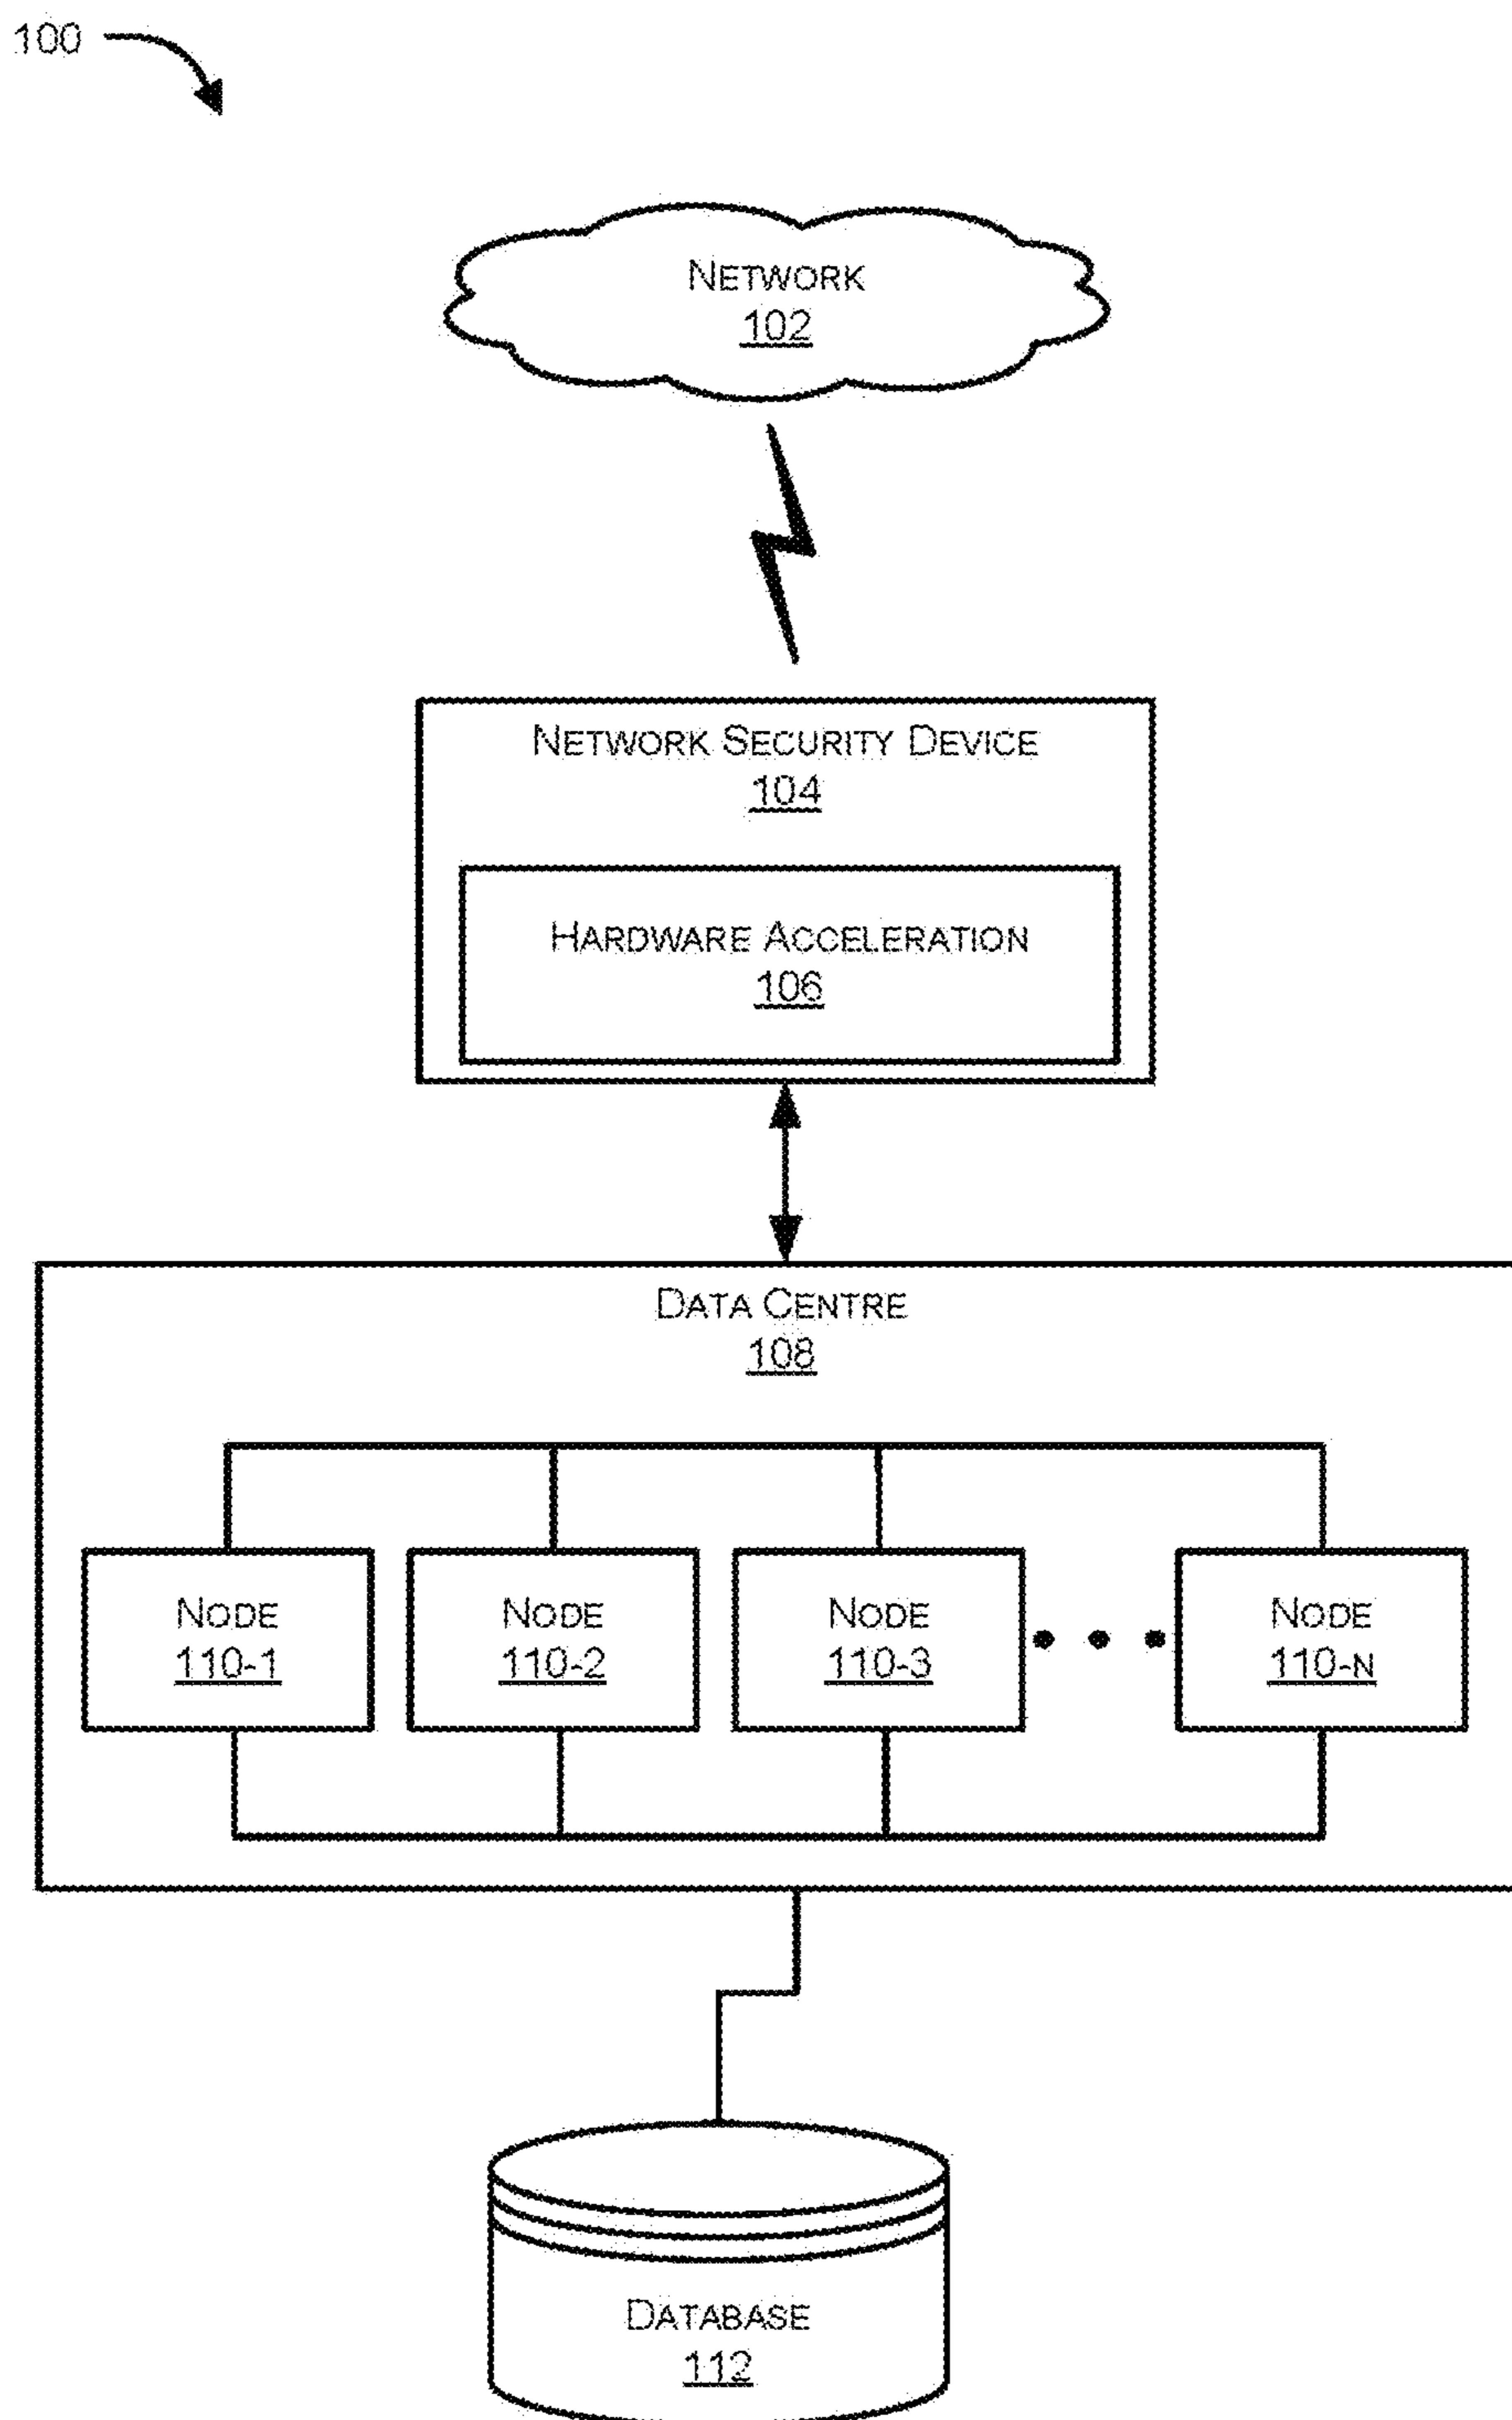 100
NETWORK
102
NETWORK SECURITY DEVICE
104
HARDWARE ACCELERATION
106
DATA CENTRE
108
NODE
110-1
NODE
110-2
NODE
110-3
NODE
110-N
DATABASE
112